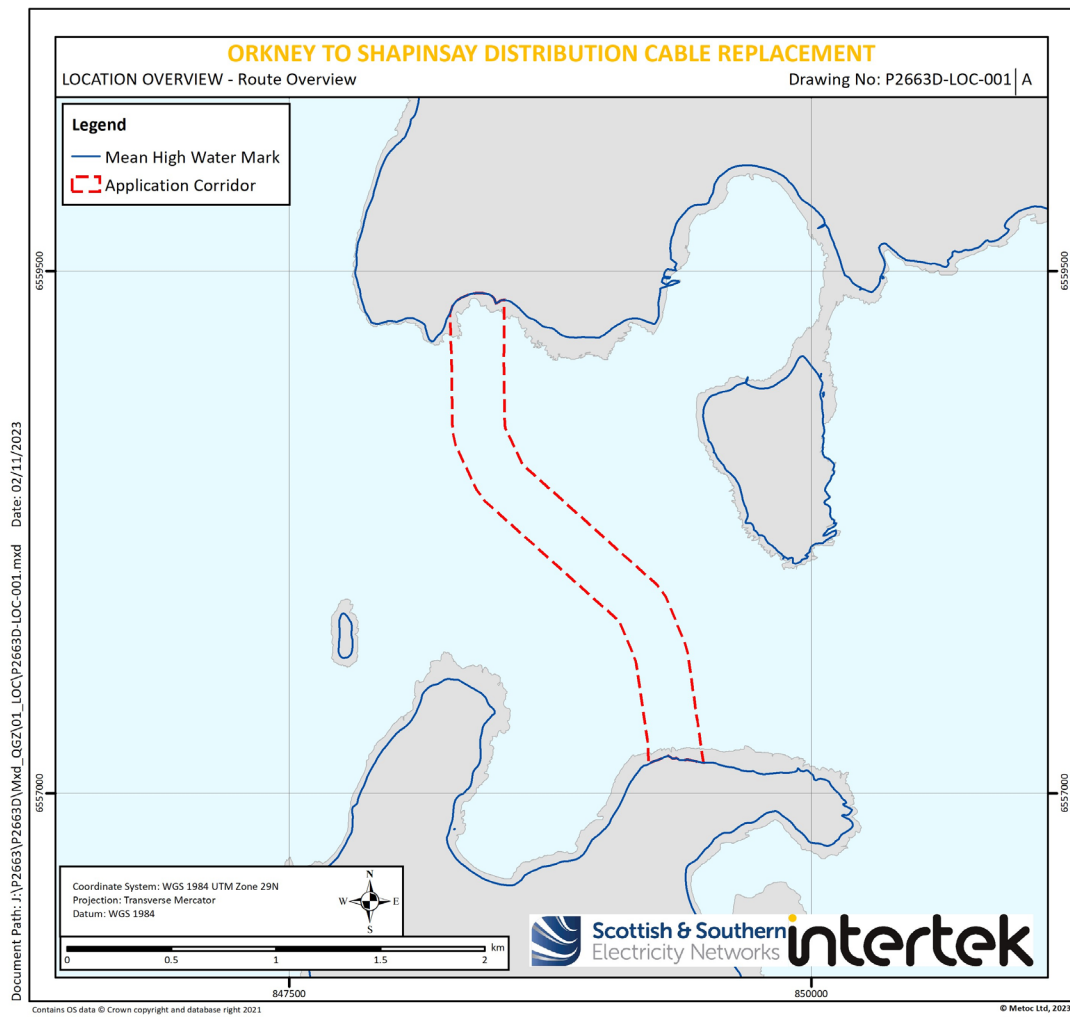 ORKNEY TO SHAPINSAY DISTRIBUTION CABLE REPLACEMENT
LOCATION OVERVIEW - Route Overview
Drawing No: P2663D-LOC-001 A
Legend
Mean High Water Mark
Application Corridor
6559500
6559500
6557000
6557000
Document Path: J:\P2663\P2663D\Mxd_QGZ\01_LOC\P2663D-LOC-001.mxd Date: 02/11/2023
Coordinate System: WGS 1984 UTM Zone 29N
Projection: Transverse Mercator
Datum: WGS 1984
N
W E
S
km
0 0.5 1 1.5 2
Scottish & Southern
Electricity Networks
intertek
847500
850000
Contains OS data © Crown copyright and database right 2021
© Metoc Ltd, 2023